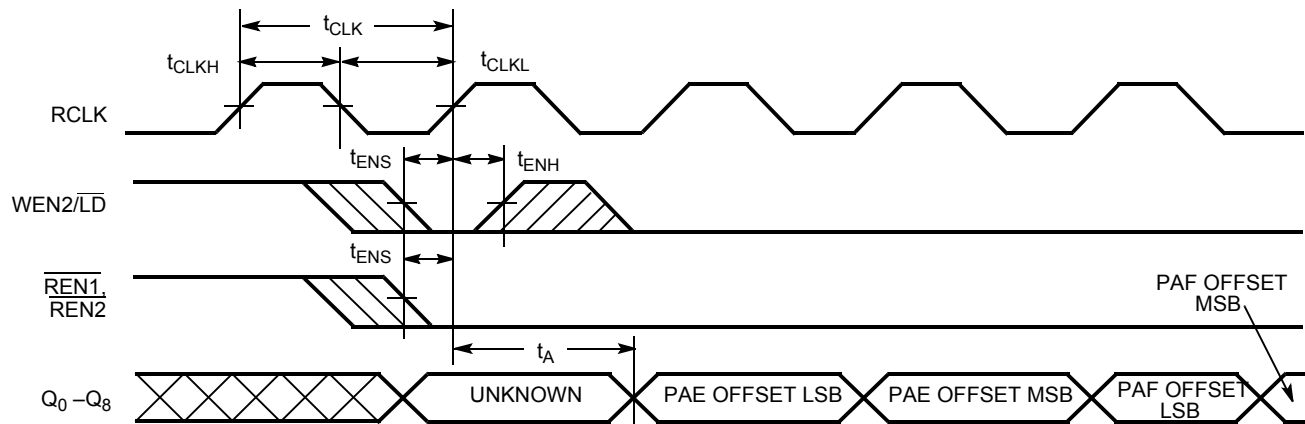 tCLK
tCLKH
tCLKL
RCLK
tENS
tENH
WEN2/LD
tENS
REN1,
REN2
PAF OFFSET
MSB
tA
Q0 –Q8
UNKNOWN
PAE OFFSET LSB
PAE OFFSET MSB
PAF OFFSET
LSB